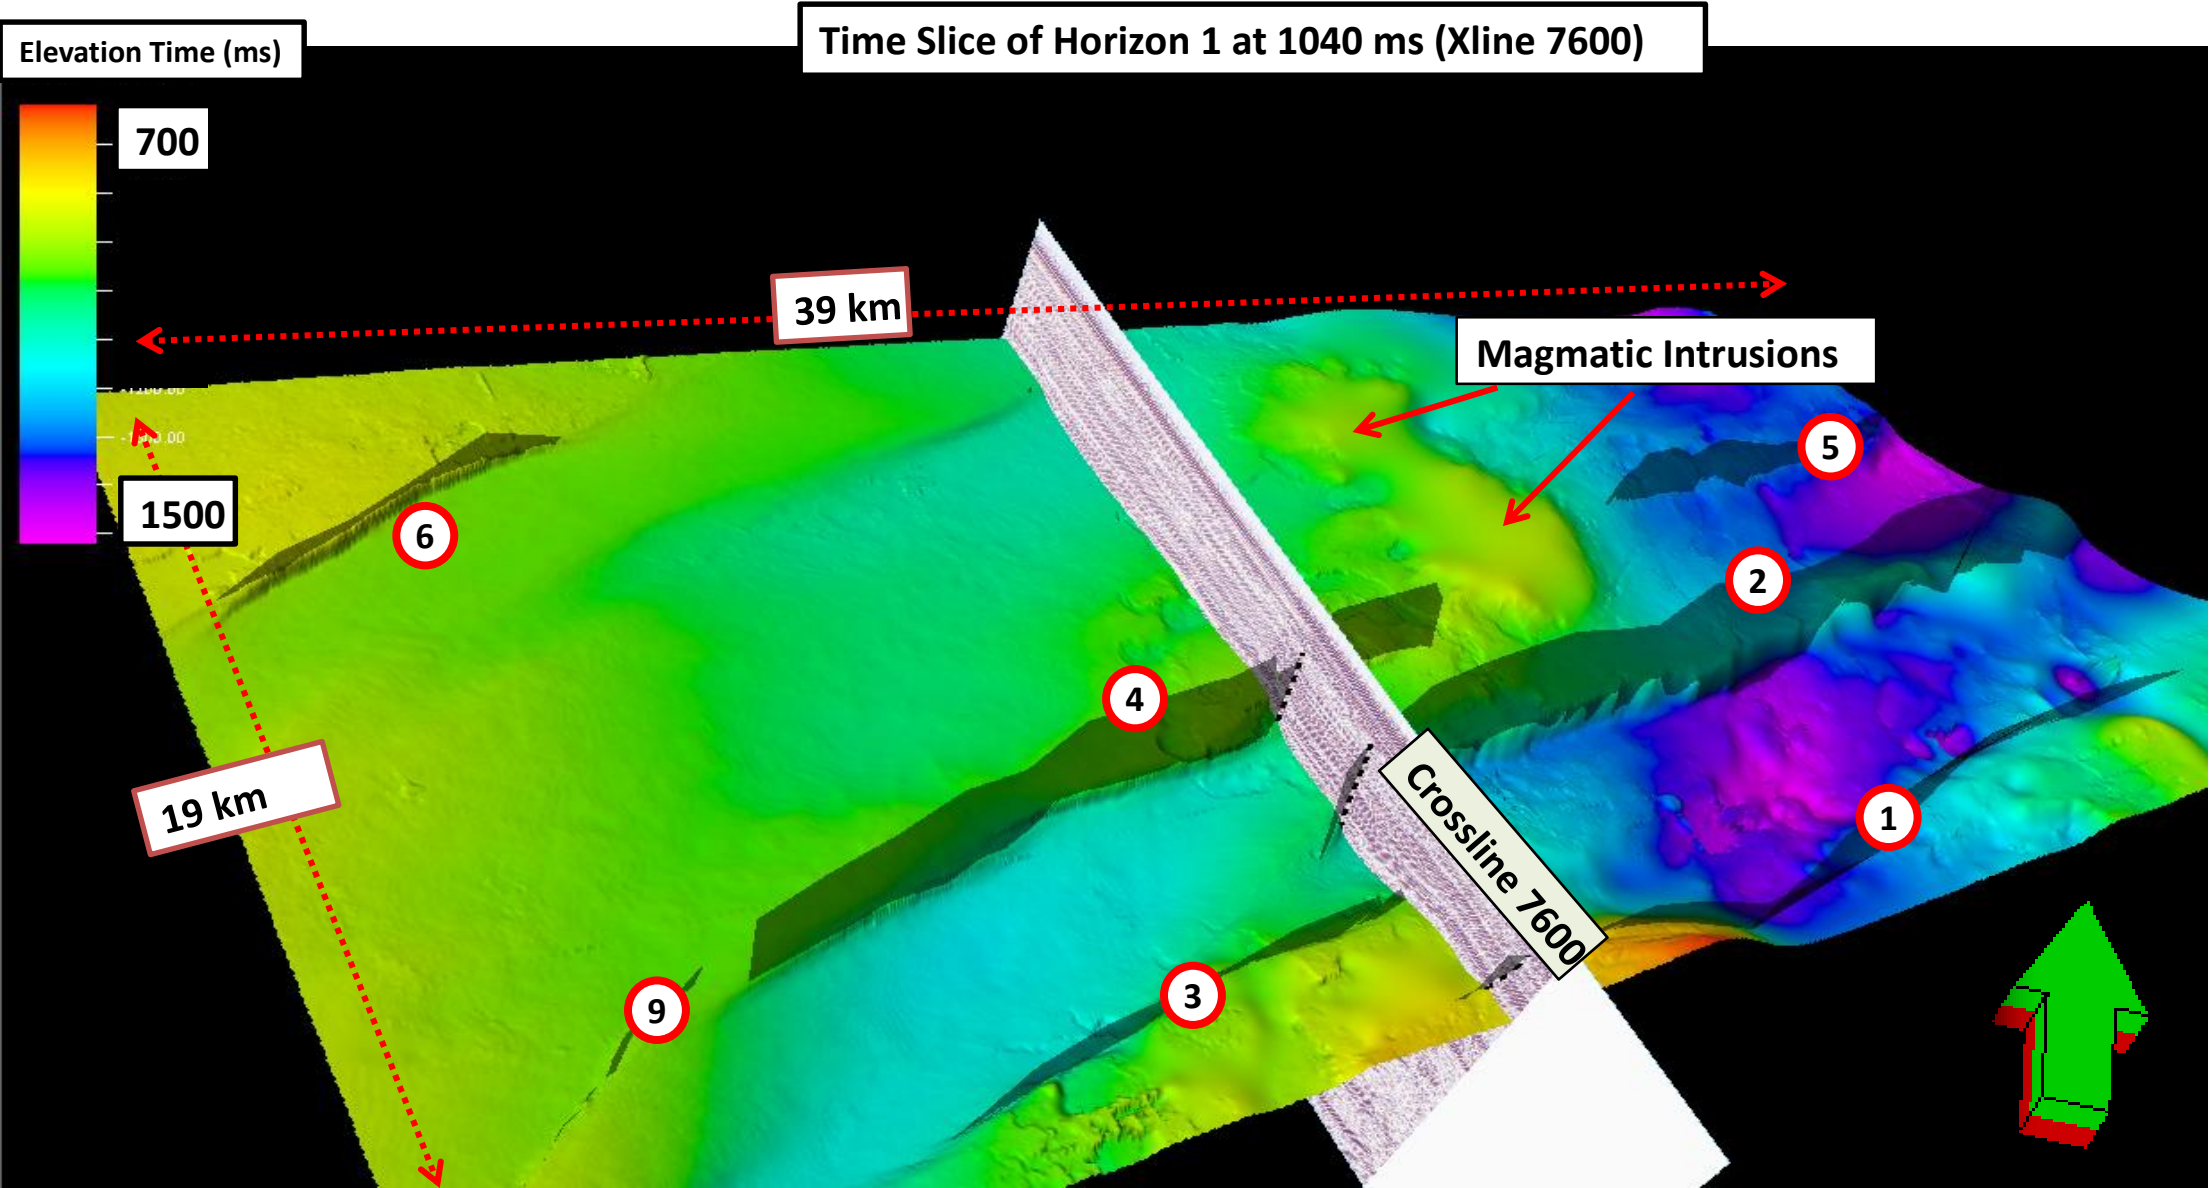 Time Slice of Horizon 1 at 1040 ms (Xline 7600)
Elevation Time (ms)
700
39 km
Magmatic Intrusions
5
1500
6
2
4
Crossline 7600
19 km
1
3
9